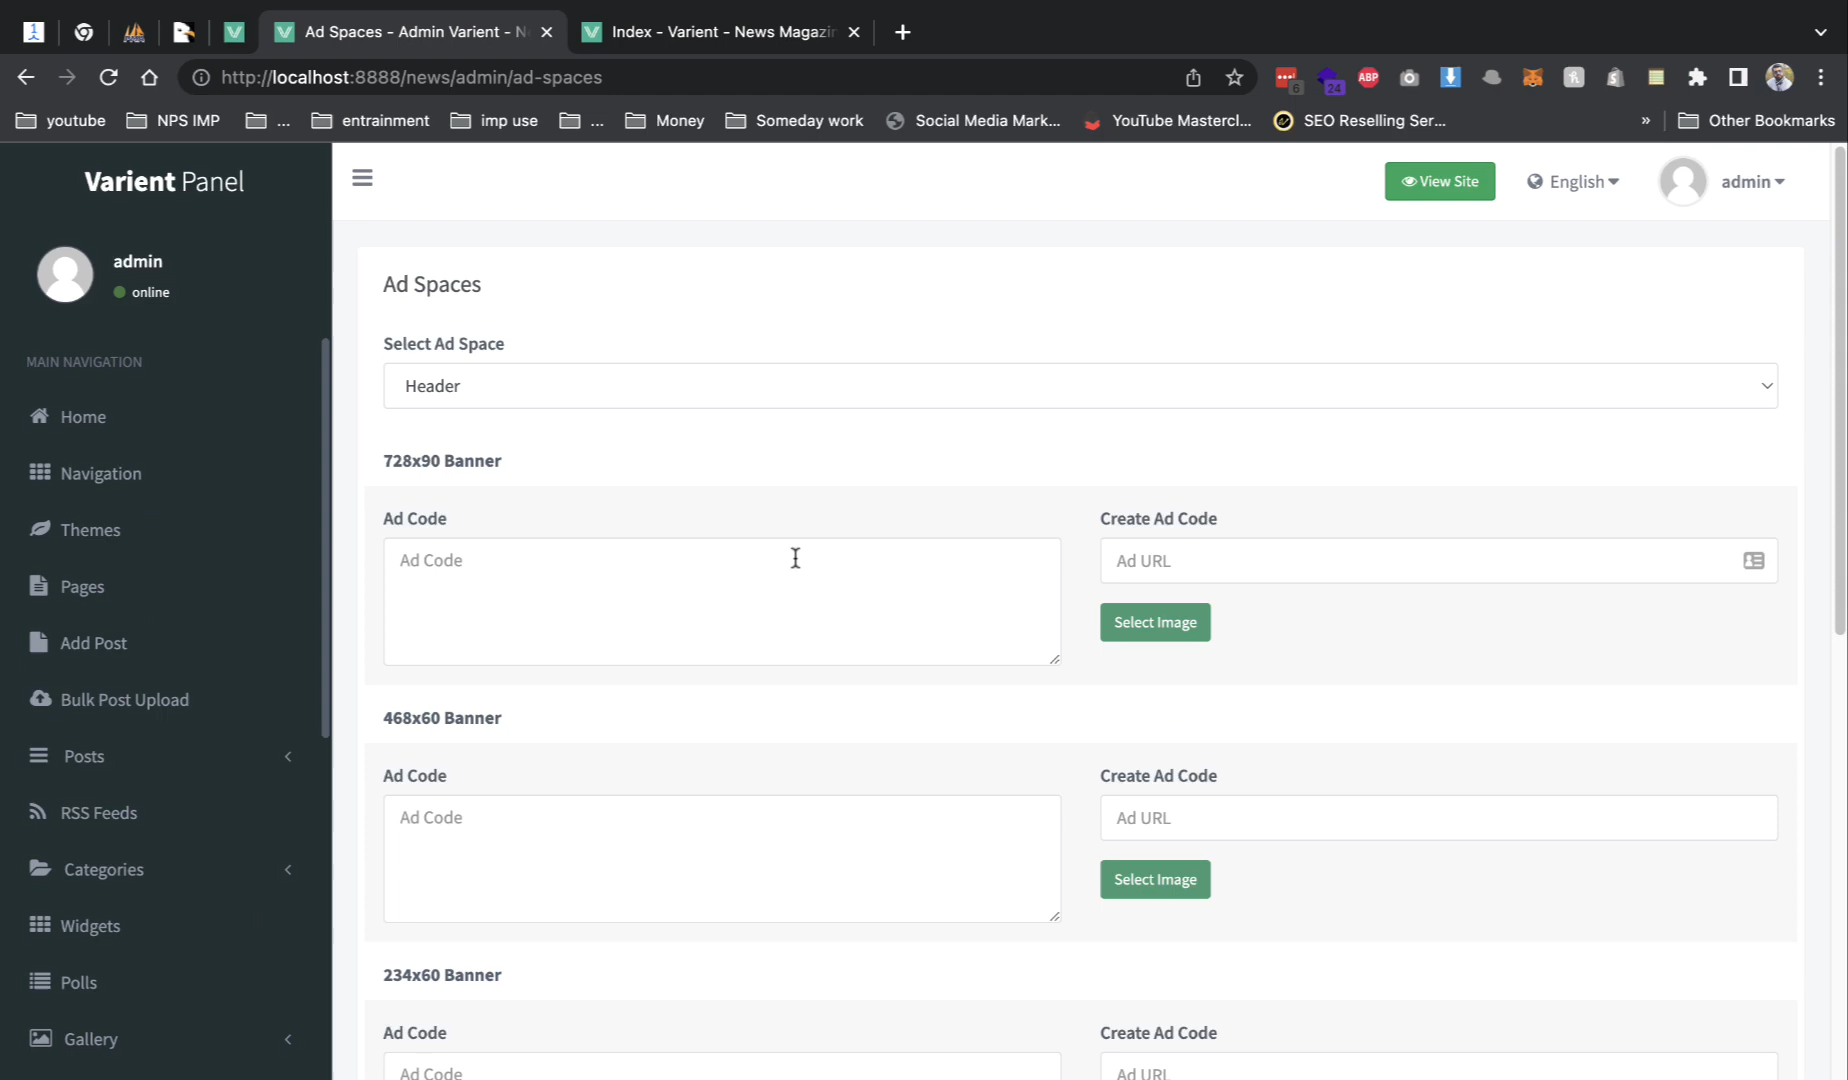 Ad Spaces - Admin Varient - N
Index - Varient - News Magazin
http://localhost:8888/news/admin/ad-spaces
6
24
ABP
youtube
NPS IMP
...
entrainment
imp use
...
Money
Someday work
Social Media Mark...
YouTube Mastercl...
SEO Reselling Ser...
»
Other Bookmarks
Varient Panel
View Site
English
admin
admin
online
MAIN NAVIGATION
Home
Navigation
Themes
Pages
Add Post
Bulk Post Upload
Posts
RSS Feeds
Categories
Widgets
Polls
Gallery
Ad Spaces
Select Ad Space
Header
728x90 Banner
Ad Code
Create Ad Code
Ad Code
Ad URL
Select Image
468x60 Banner
Ad Code
Create Ad Code
Ad Code
Ad URL
Select Image
234x60 Banner
Ad Code
Create Ad Code
Ad Code
Ad URL